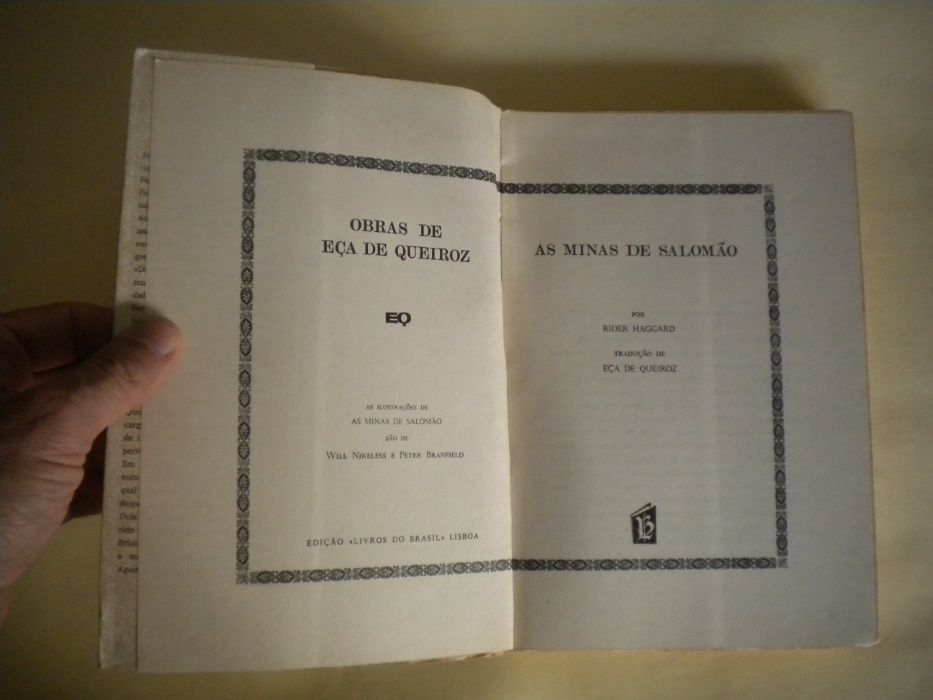 OBRAS DE
EÇA DE QUEIROZ
EQ
AS ILUSTRAÇÕES DE
AS MINAS DE SALOMÃO
SÃO DE
WILL NIKELESS E PETER BRANFIELD
EDIÇÃO «LIVROS DO BRASIL» LISBOA
AS MINAS DE SALOMÃO
POR
RIDER HAGGARD
TRADUÇÃO DE
EÇA DE QUEIROZ
LB